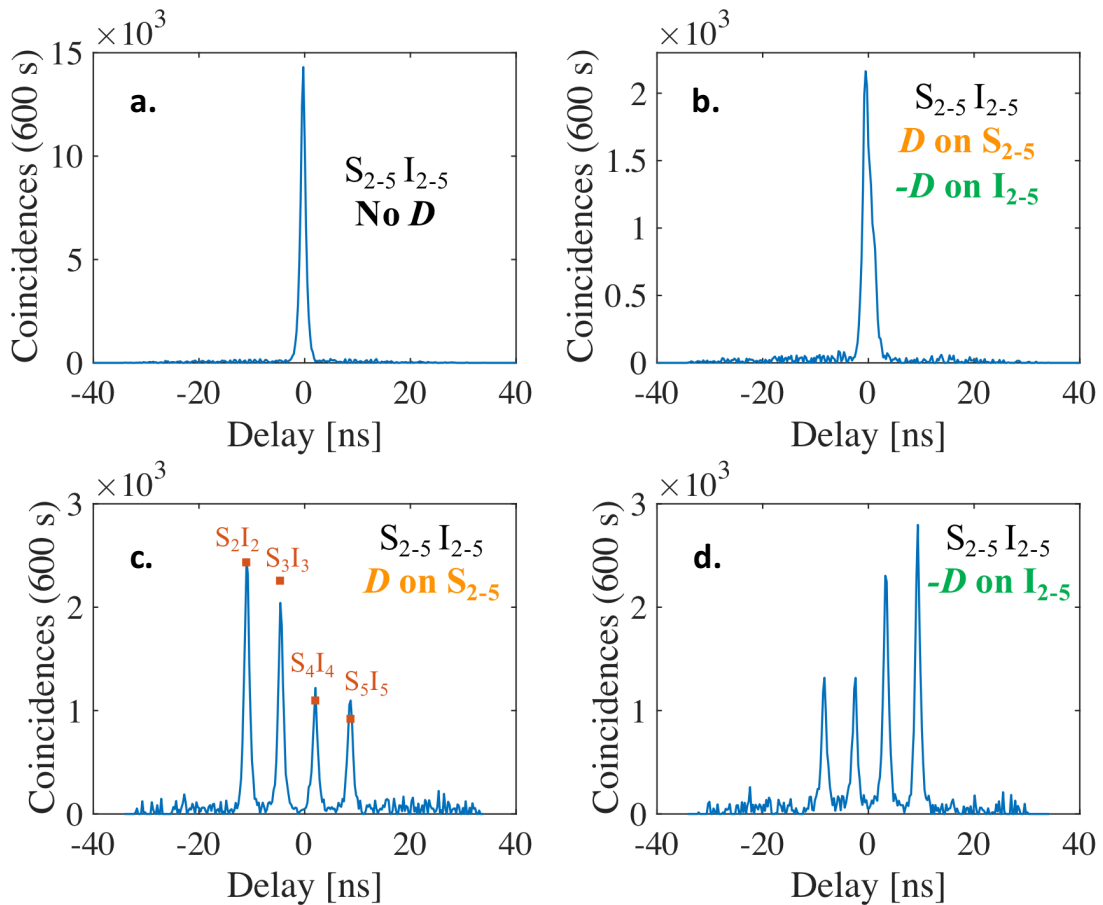 ×10³
15
10
5
0
Coincidences (600 s)
a.
S₂₋₅ I₂₋₅
No D
-40 -20 0 20 40
Delay [ns]
×10³
2
1.5
1
0.5
0
Coincidences (600 s)
b.
S₂₋₅ I₂₋₅
D on S₂₋₅
-D on I₂₋₅
-40 -20 0 20 40
Delay [ns]
×10³
3
2
1
0
Coincidences (600 s)
c.
S₂I₂
S₃I₃
S₄I₄
S₅I₅
S₂₋₅ I₂₋₅
D on S₂₋₅
-40 -20 0 20 40
Delay [ns]
×10³
3
2
1
0
Coincidences (600 s)
d.
S₂₋₅ I₂₋₅
-D on I₂₋₅
-40 -20 0 20 40
Delay [ns]